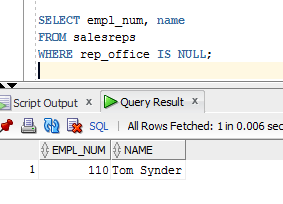 SELECT empl_num, name
FROM salesreps
WHERE rep_office IS NULL;
Script Output x Query Result x
SQL | All Rows Fetched: 1 in 0.006 sec
EMPL_NUM NAME
1 110 Tom Synder